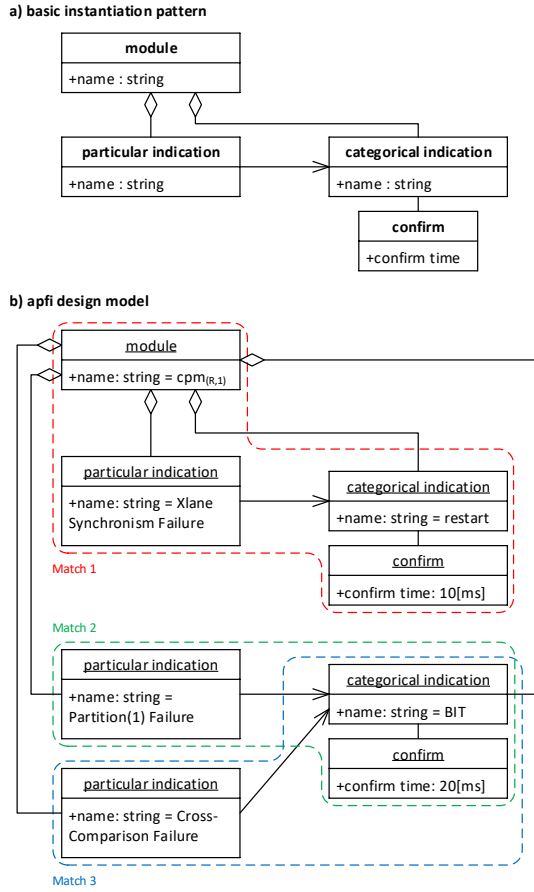 a) basic instantiation pattern
module
+name : string
particular indication
+name : string
categorical indication
+name : string
confirm
+confirm time
b) apfi design model
module
+name: string = cpm(R,1)
particular indication
+name: string = Xlane
Synchronism Failure
categorical indication
+name: string = restart
confirm
+confirm time: 10[ms]
Match 1
Match 2
particular indication
+name: string =
Partition(1) Failure
categorical indication
+name: string = BIT
confirm
+confirm time: 20[ms]
particular indication
+name: string = Cross-
Comparison Failure
Match 3